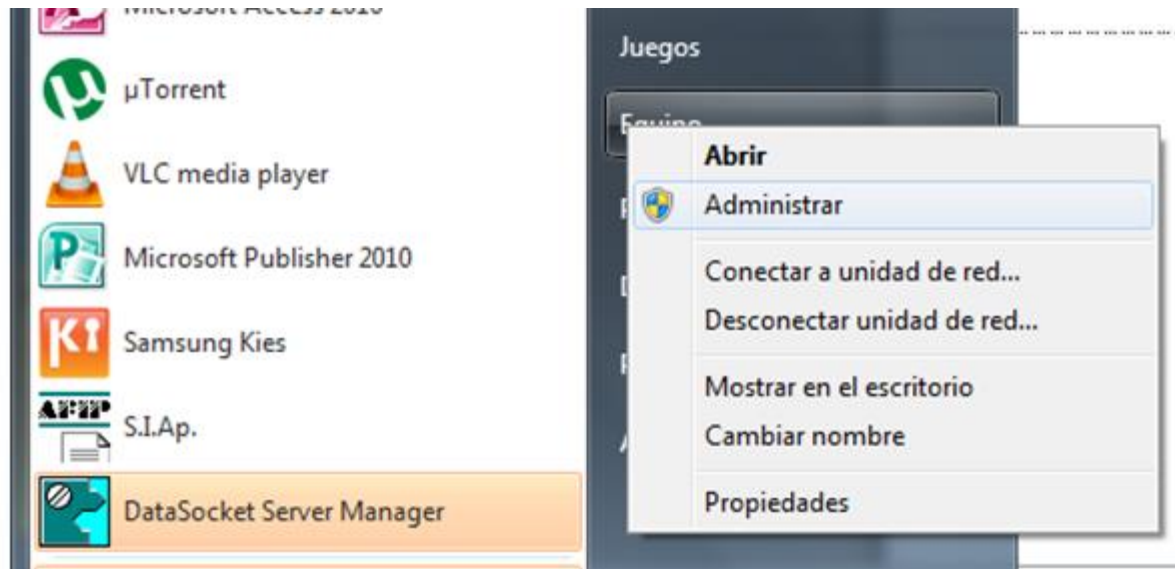 Microsoft Access 2010
µTorrent
VLC media player
Microsoft Publisher 2010
Samsung Kies
S.I.Ap.
DataSocket Server Manager
Juegos
Equipo
Abrir
Administrar
Conectar a unidad de red...
Desconectar unidad de red...
Mostrar en el escritorio
Cambiar nombre
Propiedades